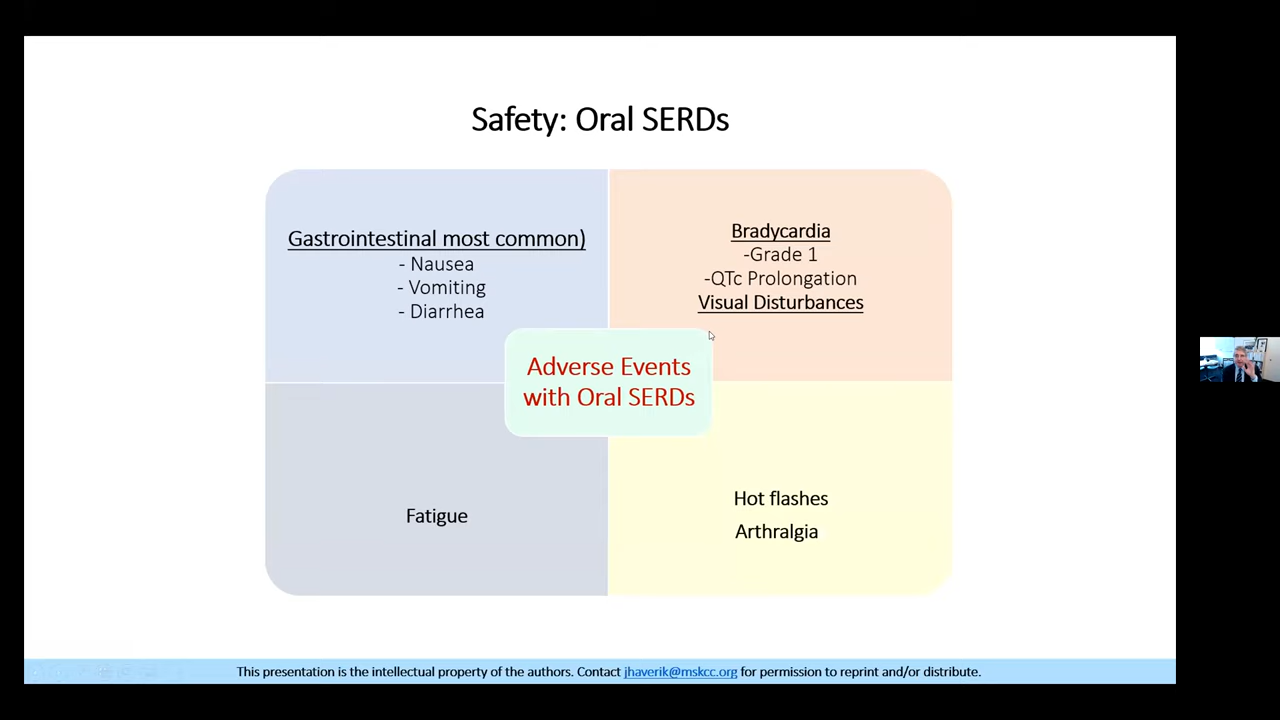 Safety: Oral SERDs
Gastrointestinal most common)
- Nausea
- Vomiting
- Diarrhea
Bradycardia
-Grade 1
-QTc Prolongation
Visual Disturbances
Adverse Events
with Oral SERDs
Fatigue
Hot flashes
Arthralgia
This presentation is the intellectual property of the authors. Contact jhaverik@mskcc.org for permission to reprint and/or distribute.